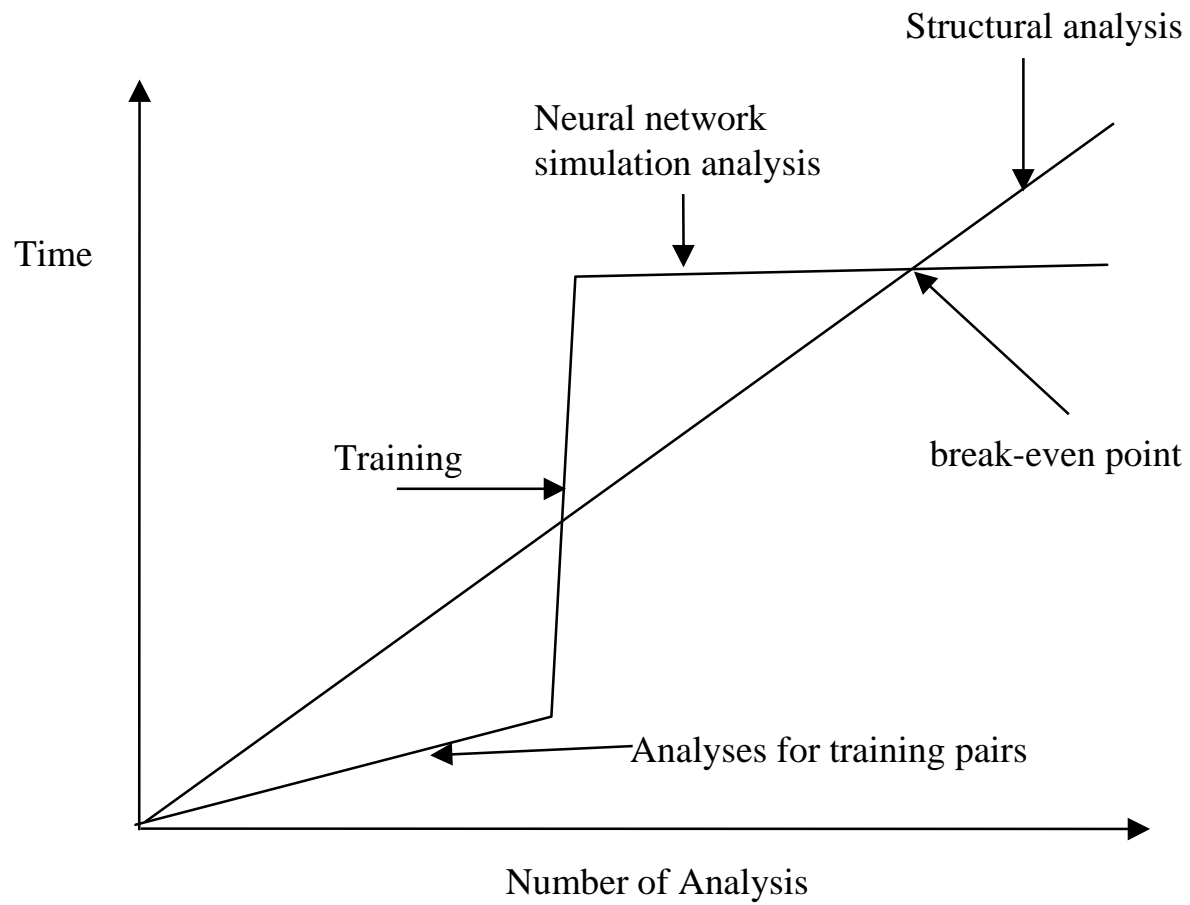 Structural analysis
Neural network
simulation analysis
Time
Training
break-even point
Analyses for training pairs
Number of Analysis